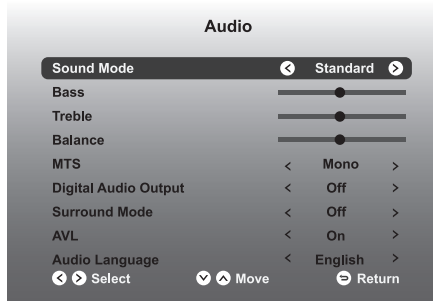 Audio
Sound Mode Standard
Bass
Treble
Balance
MTS Mono
Digital Audio Output Off
Surround Mode Off
AVL On
Audio Language English
Select Move Return